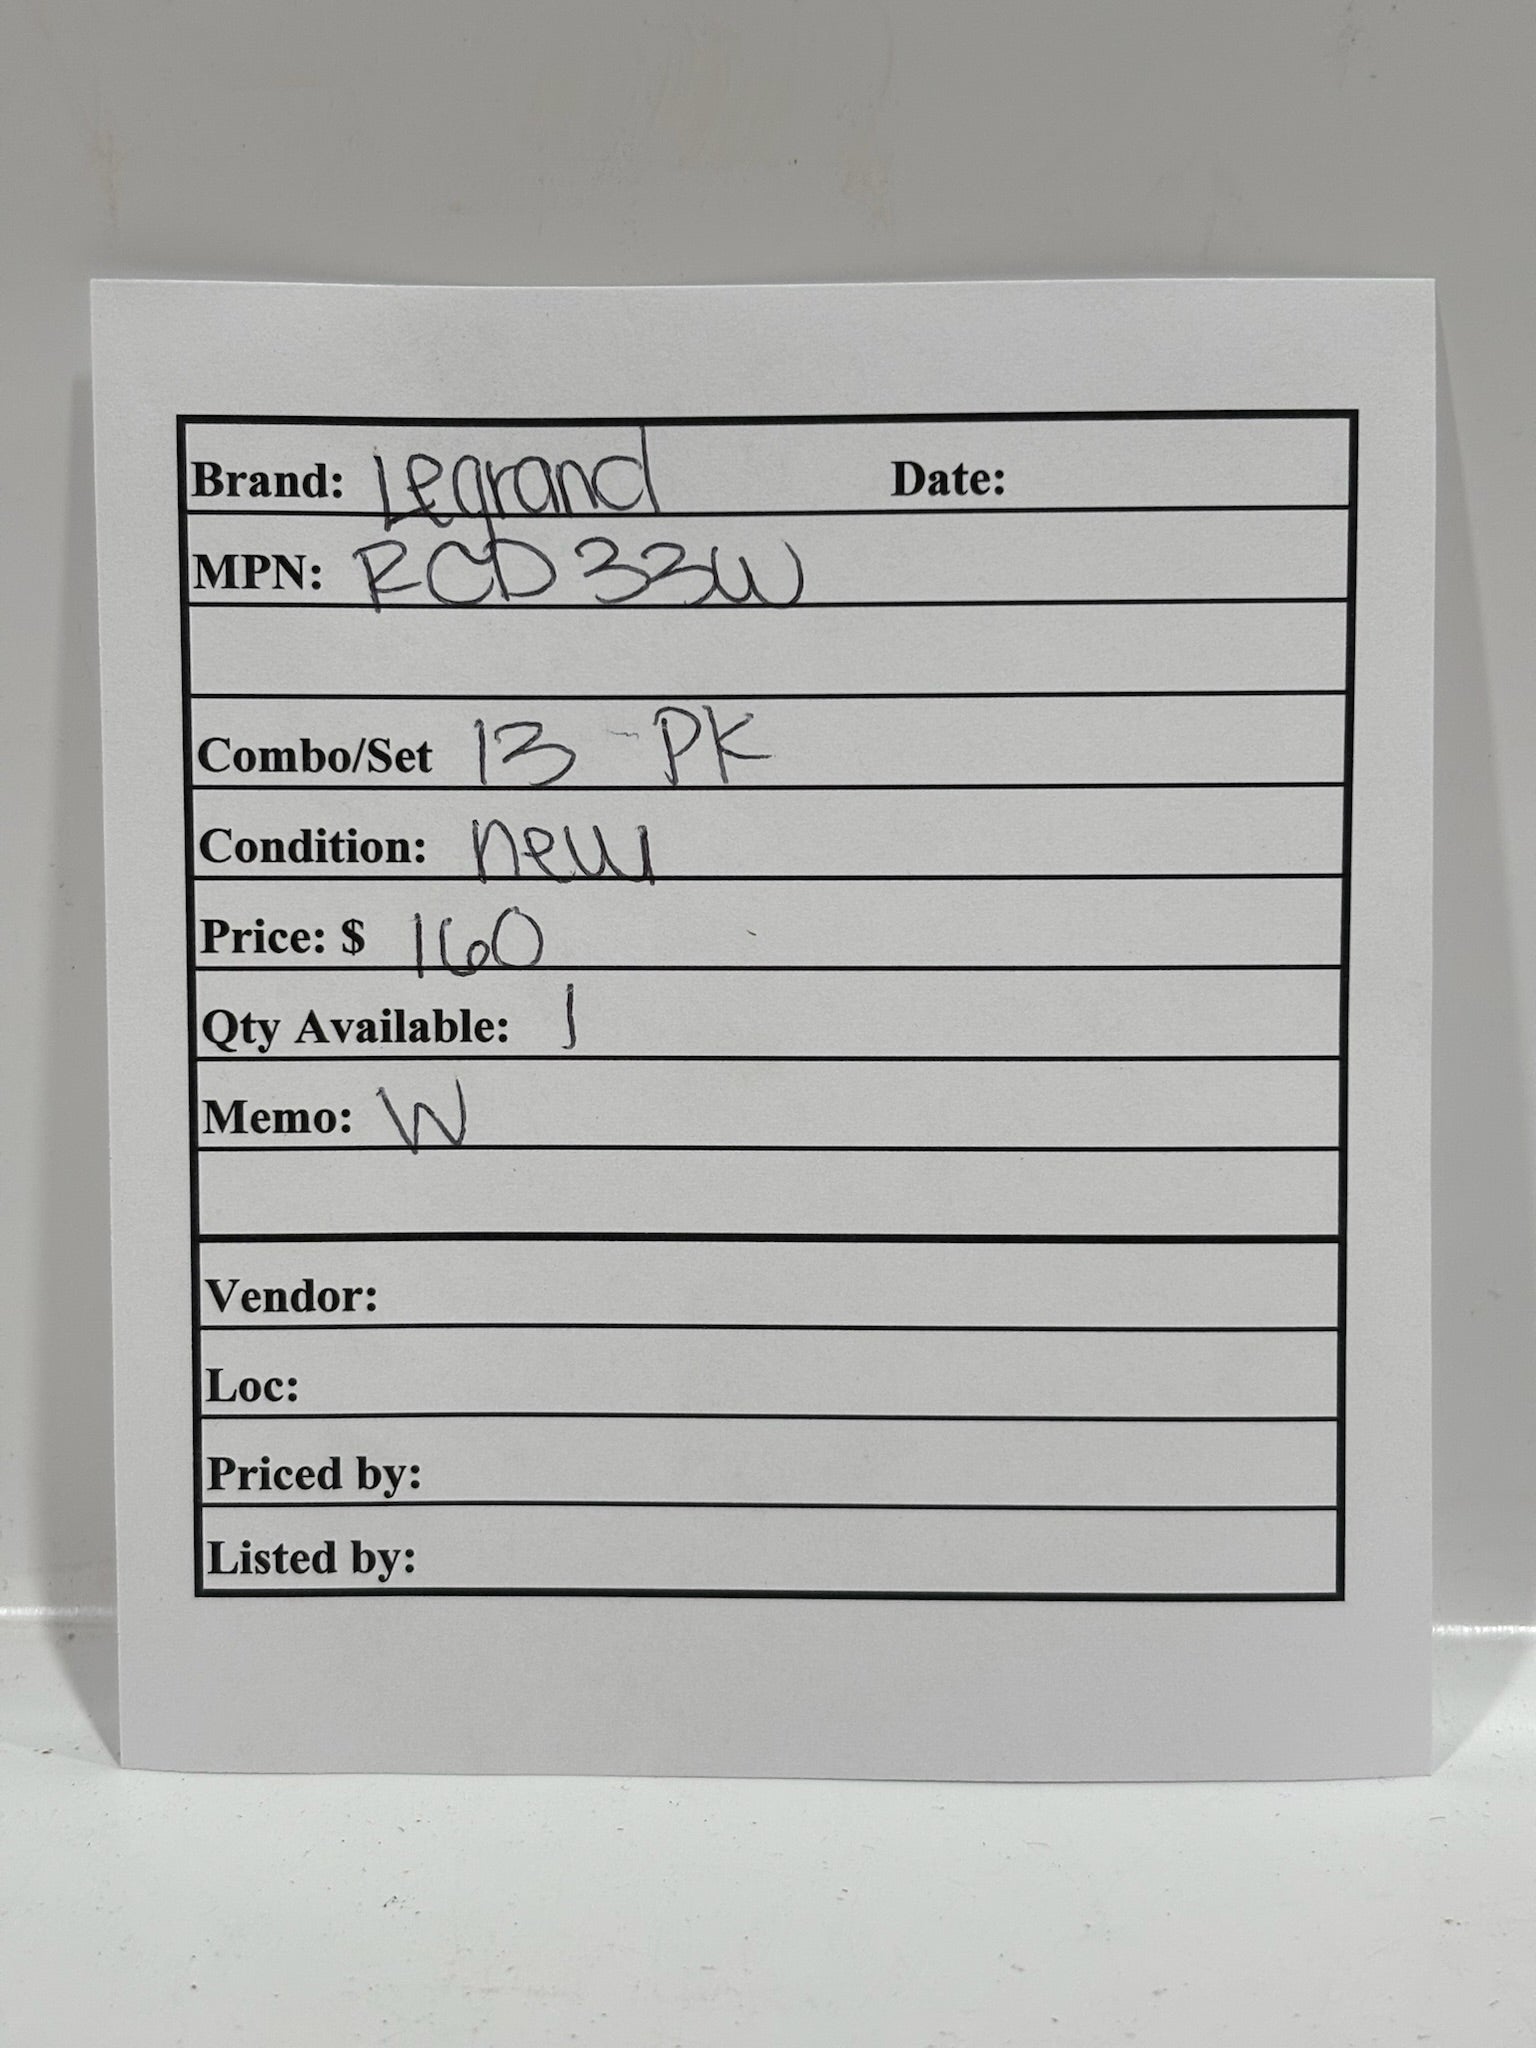 Brand: Legrand Date:
MPN: RCD33W
Combo/Set 13 - PK
Condition: new
Price: $ 160
Qty Available: 1
Memo: W
Vendor:
Loc:
Priced by:
Listed by: